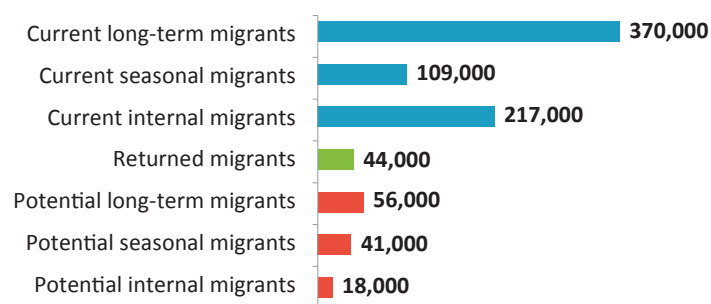 Current long-term migrants 370,000
Current seasonal migrants 109,000
Current internal migrants 217,000
Returned migrants 44,000
Potential long-term migrants 56,000
Potential seasonal migrants 41,000
Potential internal migrants 18,000